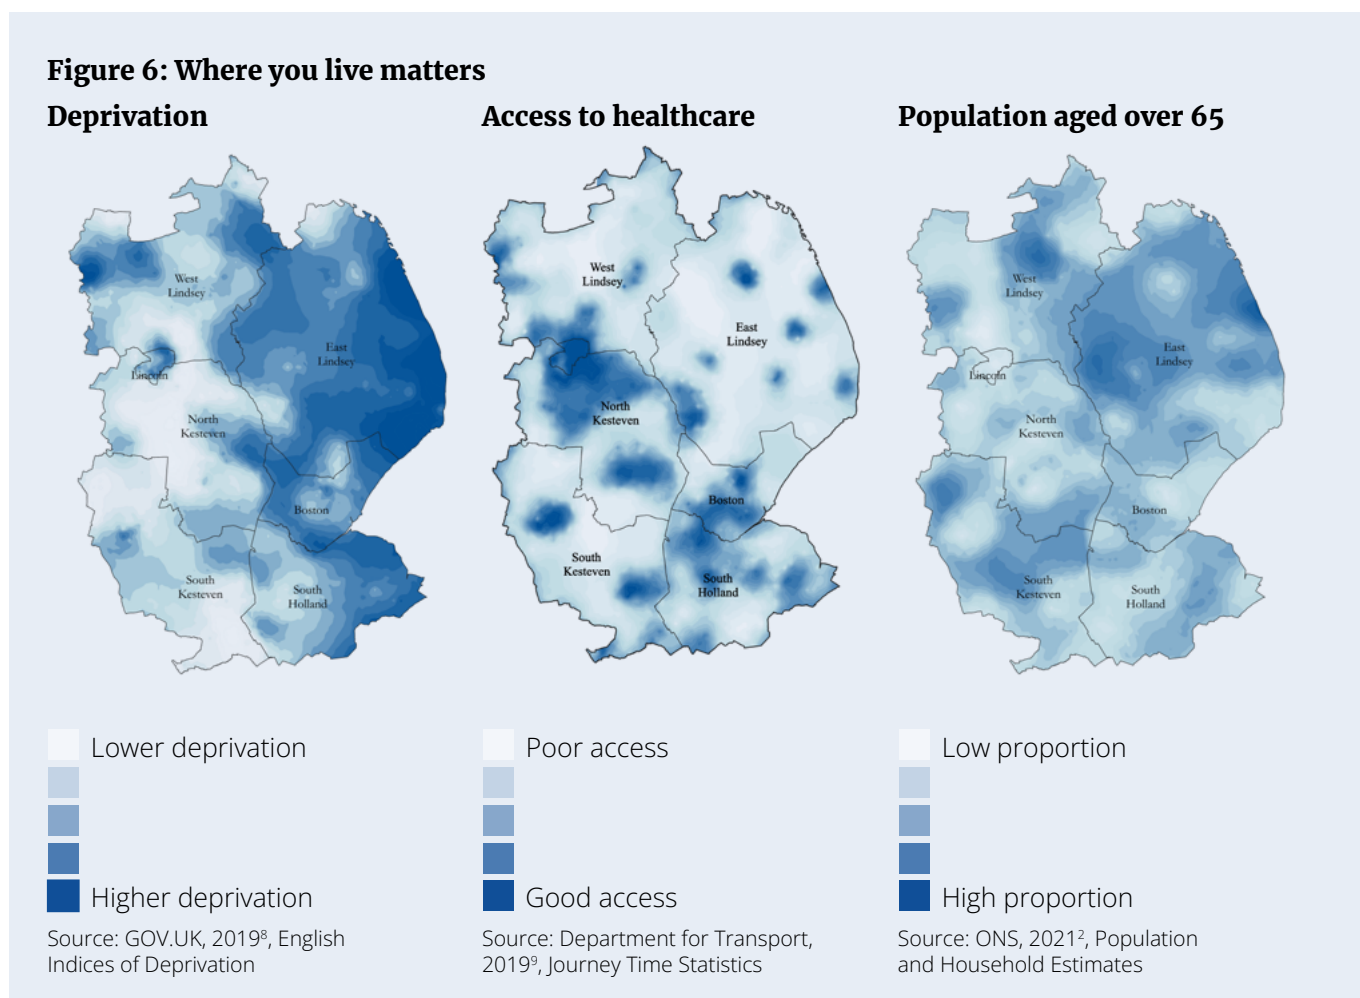 Figure 6: Where you live matters
Deprivation
West
Lindsey
East
Lindsey
Lincoln
North
Kesteven
Boston
South
Kesteven
South
Holland
Lower deprivation
Higher deprivation
Source: GOV.UK, 2019⁸, English
Indices of Deprivation
Access to healthcare
West
Lindsey
East
Lindsey
North
Kesteven
Boston
South
Kesteven
South
Holland
Poor access
Good access
Source: Department for Transport,
2019⁹, Journey Time Statistics
Population aged over 65
West
Lindsey
East
Lindsey
Lincoln
North
Kesteven
Boston
South
Kesteven
South
Holland
Low proportion
High proportion
Source: ONS, 2021², Population
and Household Estimates